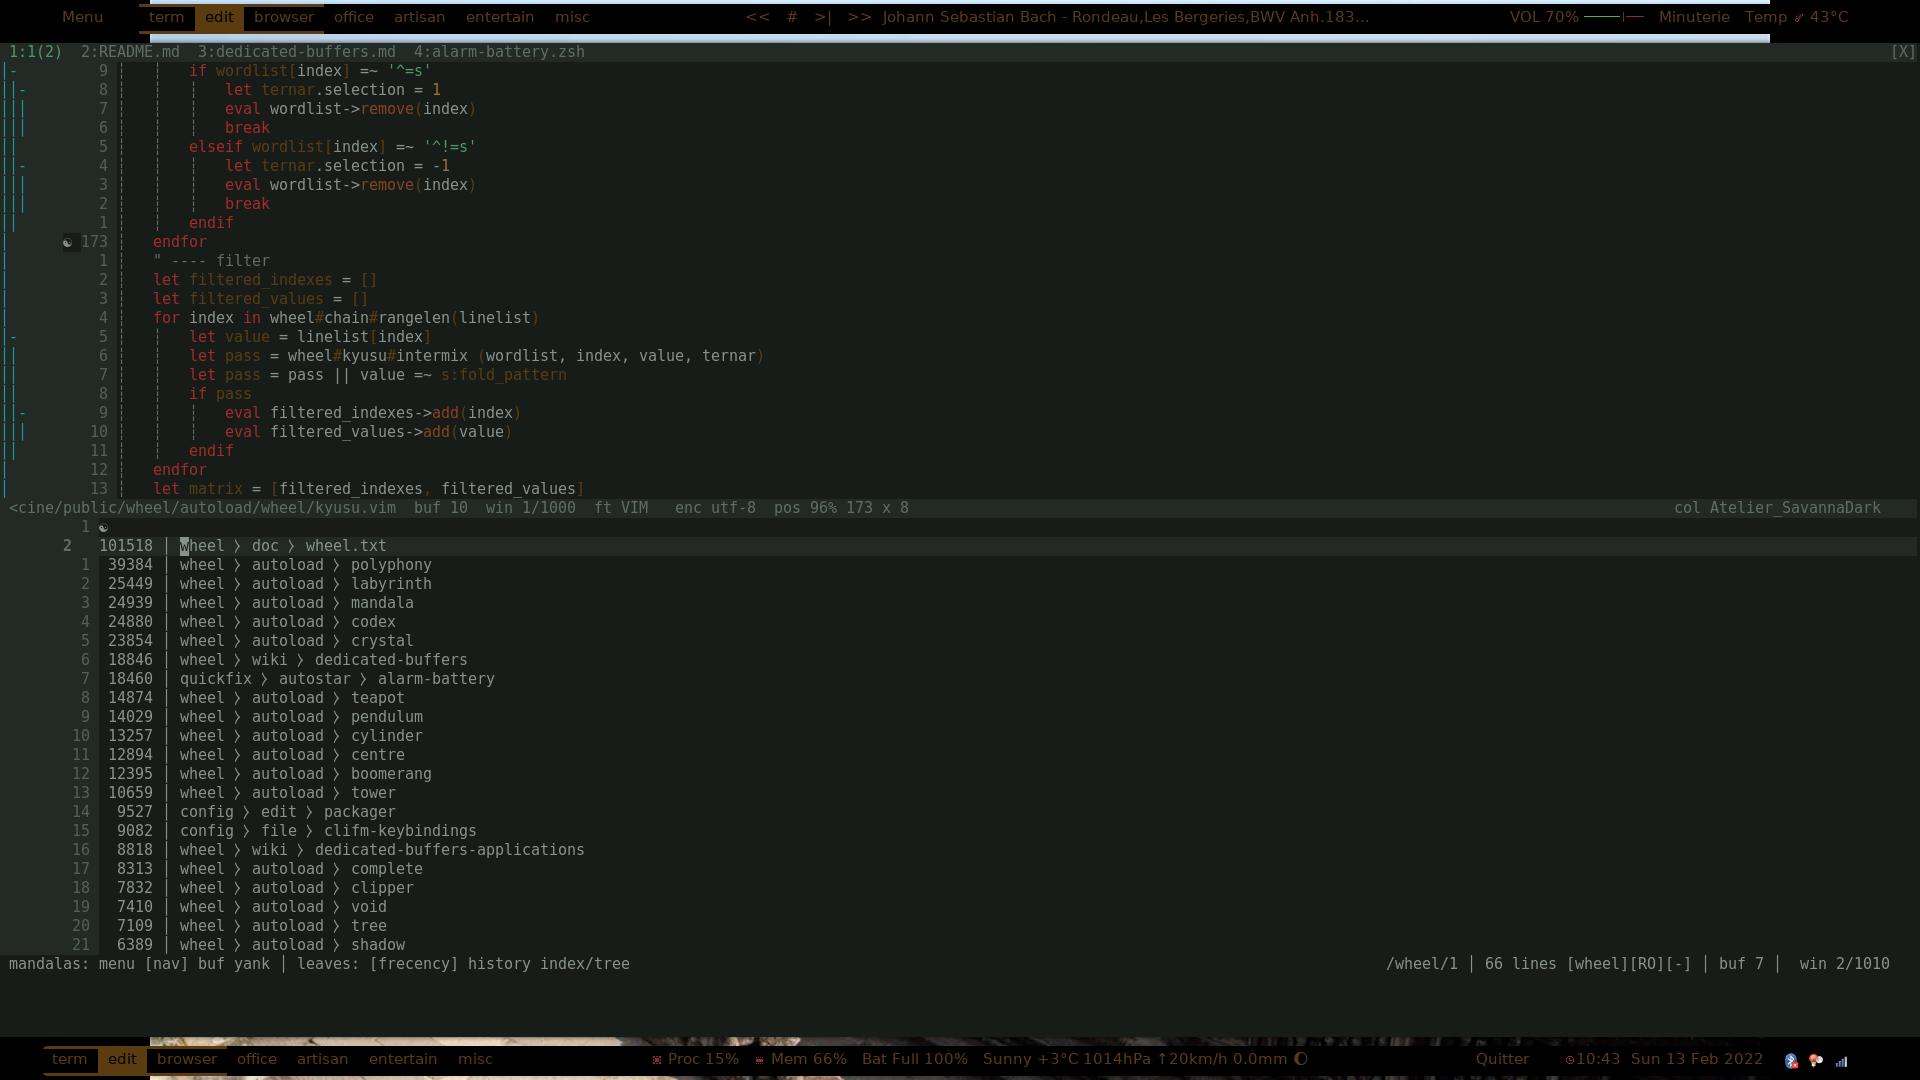 Menu term edit browser office artisan entertain misc << # >| >> Johann Sebastian Bach - Rondeau,Les Bergeries,BWV Anh.183... VOL 70% Minuterie Temp 43°C
1:1(2) 2:README.md 3:dedicated-buffers.md 4:alarm-battery.zsh [X]
|- 9 ¦ ¦ if wordlist[index] =~ '^=s'
||- 8 ¦ ¦ ¦ let ternar.selection = 1
||| 7 ¦ ¦ ¦ eval wordlist->remove(index)
||| 6 ¦ ¦ ¦ break
|| 5 ¦ ¦ elseif wordlist[index] =~ '^!=s'
||- 4 ¦ ¦ ¦ let ternar.selection = -1
||| 3 ¦ ¦ ¦ eval wordlist->remove(index)
||| 2 ¦ ¦ ¦ break
|| 1 ¦ ¦ endif
| ☯ 173 ¦ endfor
| 1 ¦ " ---- filter
| 2 ¦ let filtered_indexes = []
| 3 ¦ let filtered_values = []
| 4 ¦ for index in wheel#chain#rangelen(linelist)
|- 5 ¦ ¦ let value = linelist[index]
|| 6 ¦ ¦ let pass = wheel#kyusu#intermix (wordlist, index, value, ternar)
|| 7 ¦ ¦ let pass = pass || value =~ s:fold_pattern
|| 8 ¦ ¦ if pass
||- 9 ¦ ¦ ¦ eval filtered_indexes->add(index)
||| 10 ¦ ¦ ¦ eval filtered_values->add(value)
|| 11 ¦ ¦ endif
| 12 ¦ endfor
| 13 ¦ let matrix = [filtered_indexes, filtered_values]
<cine/public/wheel/autoload/wheel/kyusu.vim buf 10 win 1/1000 ft VIM enc utf-8 pos 96% 173 x 8 col Atelier_SavannaDark
1 ☯
2 101518 │ wheel 〉 doc 〉 wheel.txt
1 39384 │ wheel 〉 autoload 〉 polyphony
2 25449 │ wheel 〉 autoload 〉 labyrinth
3 24939 │ wheel 〉 autoload 〉 mandala
4 24880 │ wheel 〉 autoload 〉 codex
5 23854 │ wheel 〉 autoload 〉 crystal
6 18846 │ wheel 〉 wiki 〉 dedicated-buffers
7 18460 │ quickfix 〉 autostar 〉 alarm-battery
8 14874 │ wheel 〉 autoload 〉 teapot
9 14029 │ wheel 〉 autoload 〉 pendulum
10 13257 │ wheel 〉 autoload 〉 cylinder
11 12894 │ wheel 〉 autoload 〉 centre
12 12395 │ wheel 〉 autoload 〉 boomerang
13 10659 │ wheel 〉 autoload 〉 tower
14 9527 │ config 〉 edit 〉 packager
15 9082 │ config 〉 file 〉 clifm-keybindings
16 8818 │ wheel 〉 wiki 〉 dedicated-buffers-applications
17 8313 │ wheel 〉 autoload 〉 complete
18 7832 │ wheel 〉 autoload 〉 clipper
19 7410 │ wheel 〉 autoload 〉 void
20 7109 │ wheel 〉 autoload 〉 tree
21 6389 │ wheel 〉 autoload 〉 shadow
mandalas: menu [nav] buf yank │ leaves: [frecency] history index/tree /wheel/1 │ 66 lines [wheel][RO][-] │ buf 7 │ win 2/1010
term edit browser office artisan entertain misc Proc 15% Mem 66% Bat Full 100% Sunny +3°C 1014hPa ↑20km/h 0.0mm Quitter 10:43 Sun 13 Feb 2022